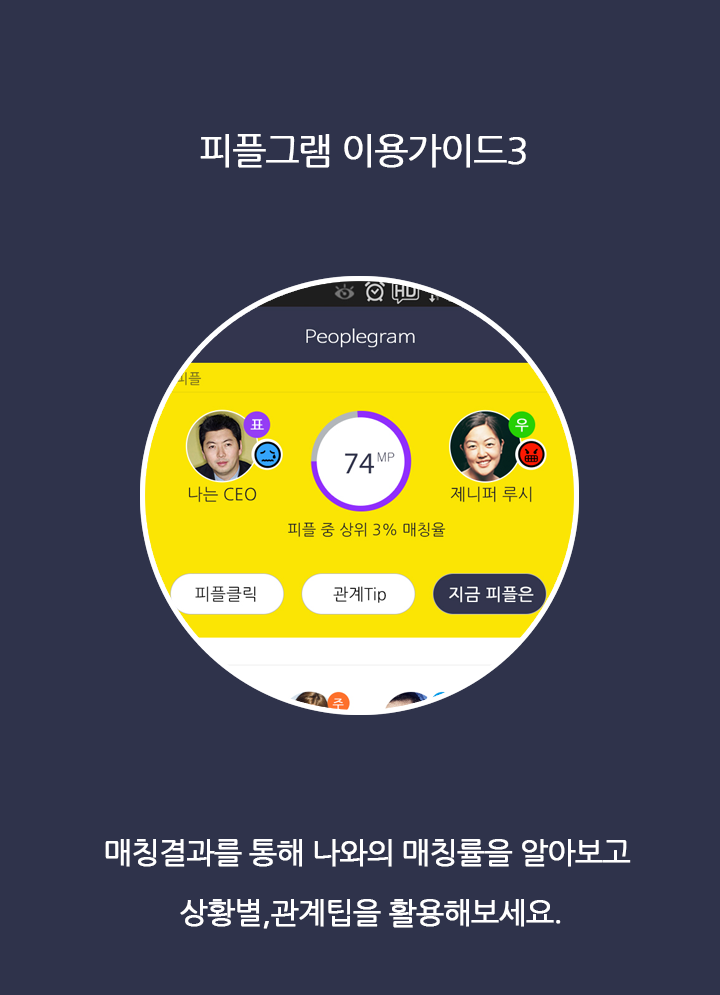 피플그램 이용가이드3
HD
Peoplegram
피플
표
우
74 MP
나는 CEO
제니퍼 루시
피플 중 상위 3% 매칭율
피플클릭
관계Tip
지금 피플은
주
매칭결과를 통해 나와의 매칭률을 알아보고
상황별,관계팁을 활용해보세요.